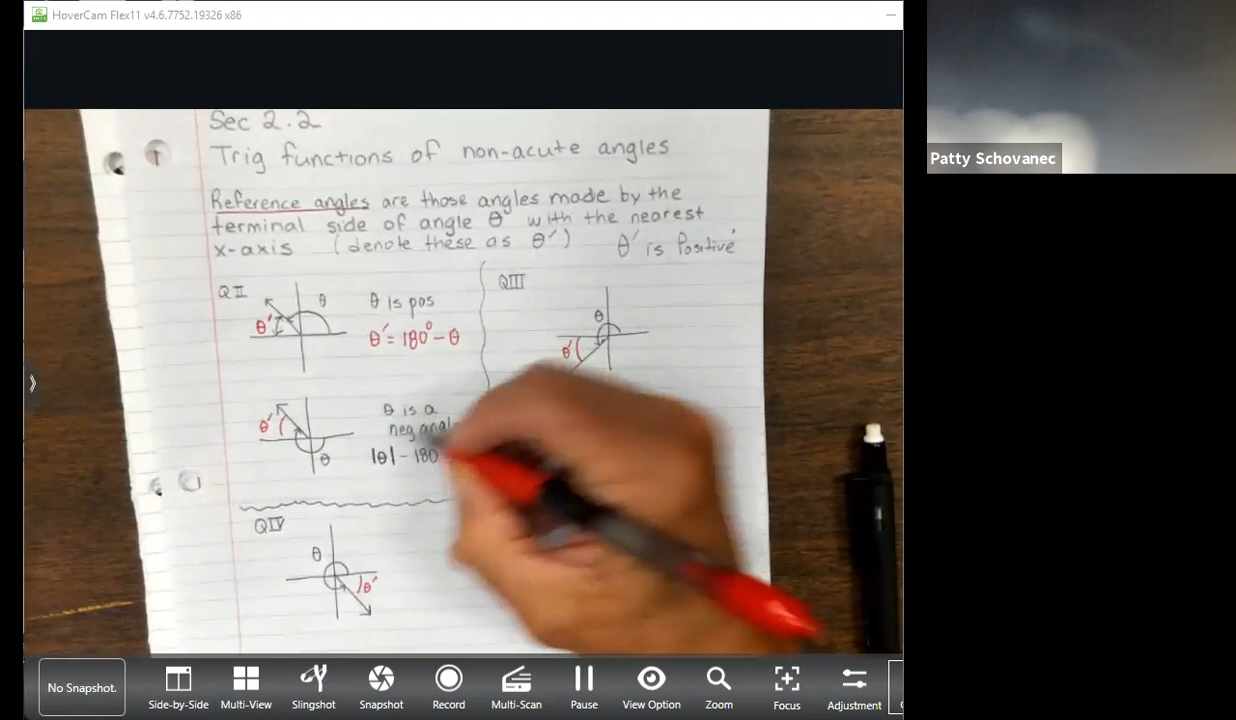 HoverCam Flex11 v4.6.7752.19326 x86
Patty Schovanec
Sec 2.2
Trig functions of non-acute angles
Reference angles are those angles made by the
terminal side of angle θ with the nearest
x-axis (denote these as θ′) θ′ is Positive
QII
θ
θ′
θ is pos
θ′ = 180° - θ
QIII
θ
θ′
θ′
θ
θ is a
neg
|θ| - 180
QIV
θ
θ′
No Snapshot.
Side-by-Side
Multi-View
Slingshot
Snapshot
Record
Multi-Scan
Pause
View Option
Zoom
Focus
Adjustment